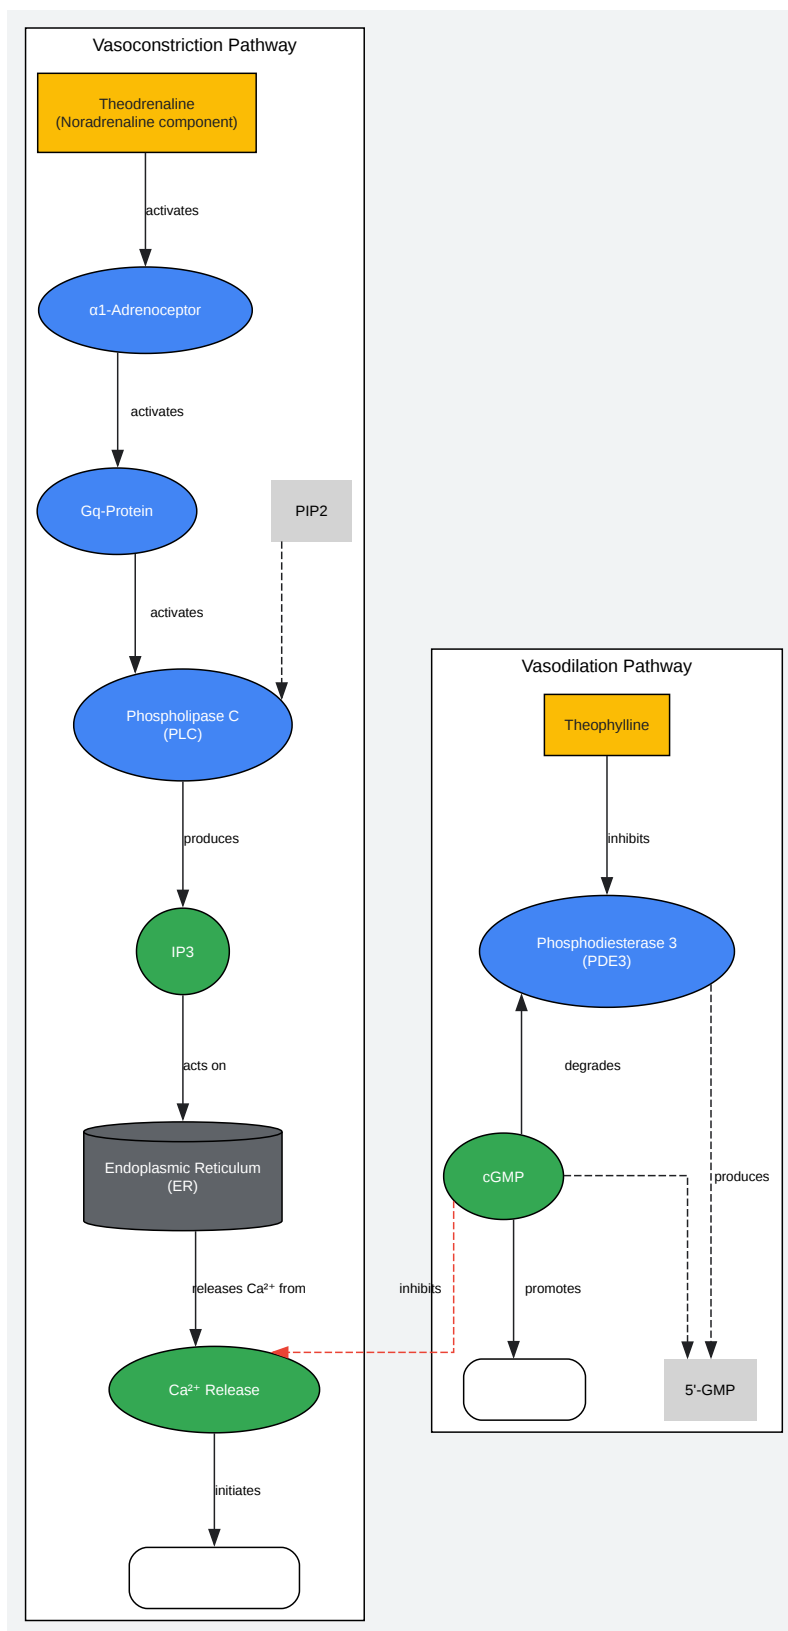 Vasoconstriction Pathway
Theodrenaline
(Noradrenaline component)
activates
α1-Adrenoceptor
activates
Gq-Protein
PIP2
activates
Phospholipase C
(PLC)
produces
IP3
acts on
Endoplasmic Reticulum
(ER)
releases Ca²⁺ from
Ca²⁺ Release
initiates
Vasodilation Pathway
Theophylline
inhibits
Phosphodiesterase 3
(PDE3)
degrades
cGMP
produces
inhibits
promotes
5'-GMP